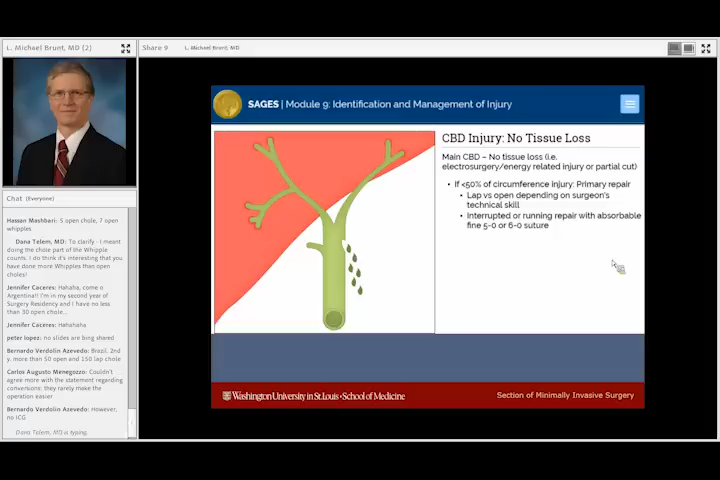 L. Michael Brunt, MD (2)
Share 9 L. Michael Brunt, MD
Chat (Everyone)
Hassan Mashbari: 5 open chole, 7 open
whipples
Dana Telem, MD: To clarify - I meant
doing the chole part of the Whipple
counts. I do think it's interesting that you
have done more Whipples than open
choles!
Jennifer Caceres: Hahaha, come o
Argentina!! I'm in my second year of
Surgery Residency and I have no less
than 30 open chole...
Jennifer Caceres: Hahahaha
peter lopez: no slides are bing shared
Bernardo Verdolin Azevedo: Brazil, 2nd
y. more than 50 open and 150 lap chole
Carlos Augusto Menegozzo: Couldn't
agree more with the statement regarding
conversion: they rarely make the
operation easier
Bernardo Verdolin Azevedo: However,
no ICG
Dana Telem, MD is typing.
SAGES | Module 9: Identification and Management of Injury
CBD Injury: No Tissue Loss
Main CBD – No tissue loss (i.e.
electrosurgery/energy related injury or partial cut)
• If <50% of circumference injury: Primary repair
• Lap vs open depending on surgeon's
technical skill
• Interrupted or running repair with absorbable
fine 5-0 or 6-0 suture
Washington University in St. Louis • School of Medicine
Section of Minimally Invasive Surgery